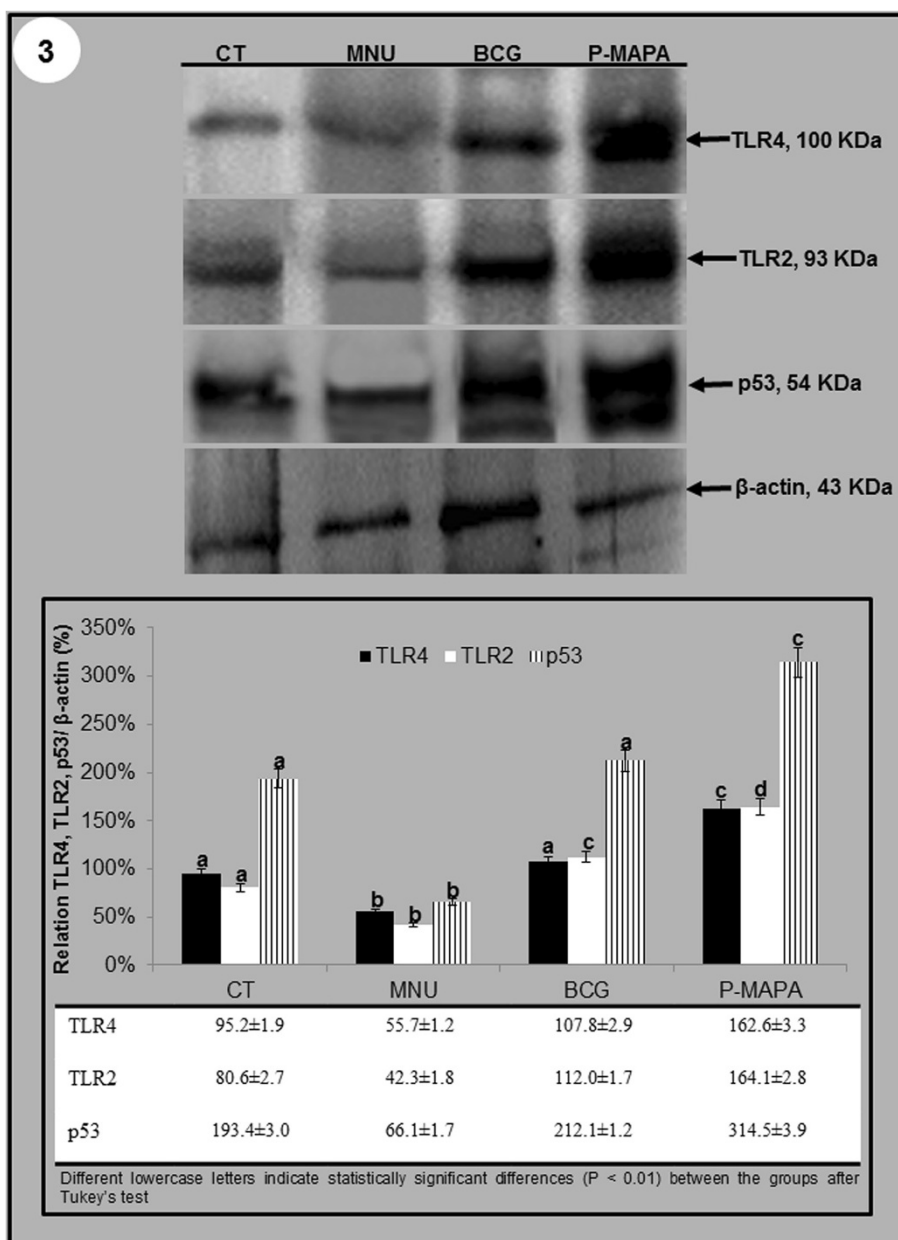 3
CT MNU BCG P-MAPA
TLR4, 100 KDa
TLR2, 93 KDa
p53, 54 KDa
β-actin, 43 KDa
Relation TLR4, TLR2, p53/ β-actin (%)
350%
300%
250%
200%
150%
100%
50%
0%
TLR4 TLR2 p53
a a a
b b b
a c a
c d c
CT MNU BCG P-MAPA
TLR4 95.2±1.9 55.7±1.2 107.8±2.9 162.6±3.3
TLR2 80.6±2.7 42.3±1.8 112.0±1.7 164.1±2.8
p53 193.4±3.0 66.1±1.7 212.1±1.2 314.5±3.9
Different lowercase letters indicate statistically significant differences (P < 0.01) between the groups after
Tukey's test